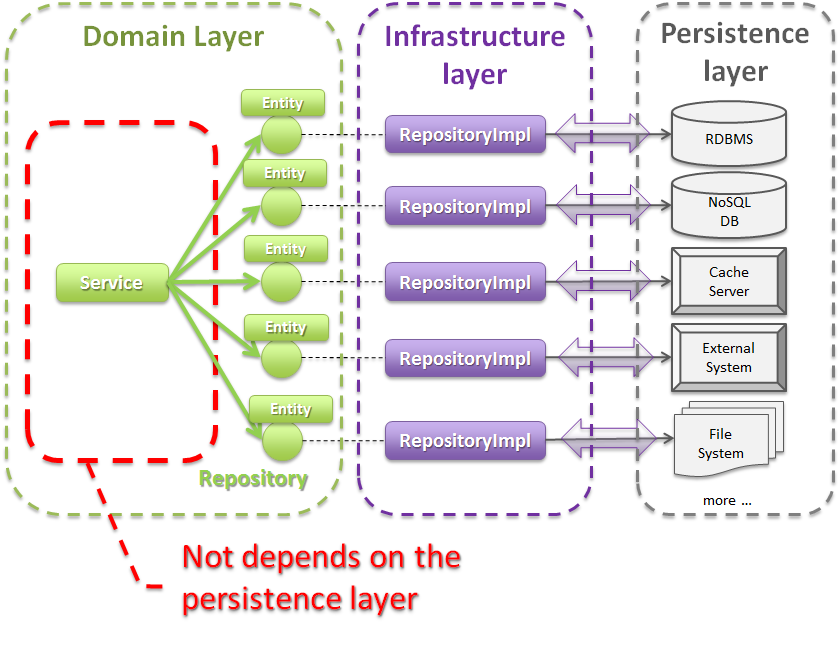 Domain Layer
Infrastructure
layer
Persistence
layer
Entity
RepositoryImpl
RDBMS
Entity
RepositoryImpl
NoSQL
DB
Entity
Service
RepositoryImpl
Cache
Server
Entity
RepositoryImpl
External
System
Entity
RepositoryImpl
File
System
Repository
more ...
Not depends on the
persistence layer